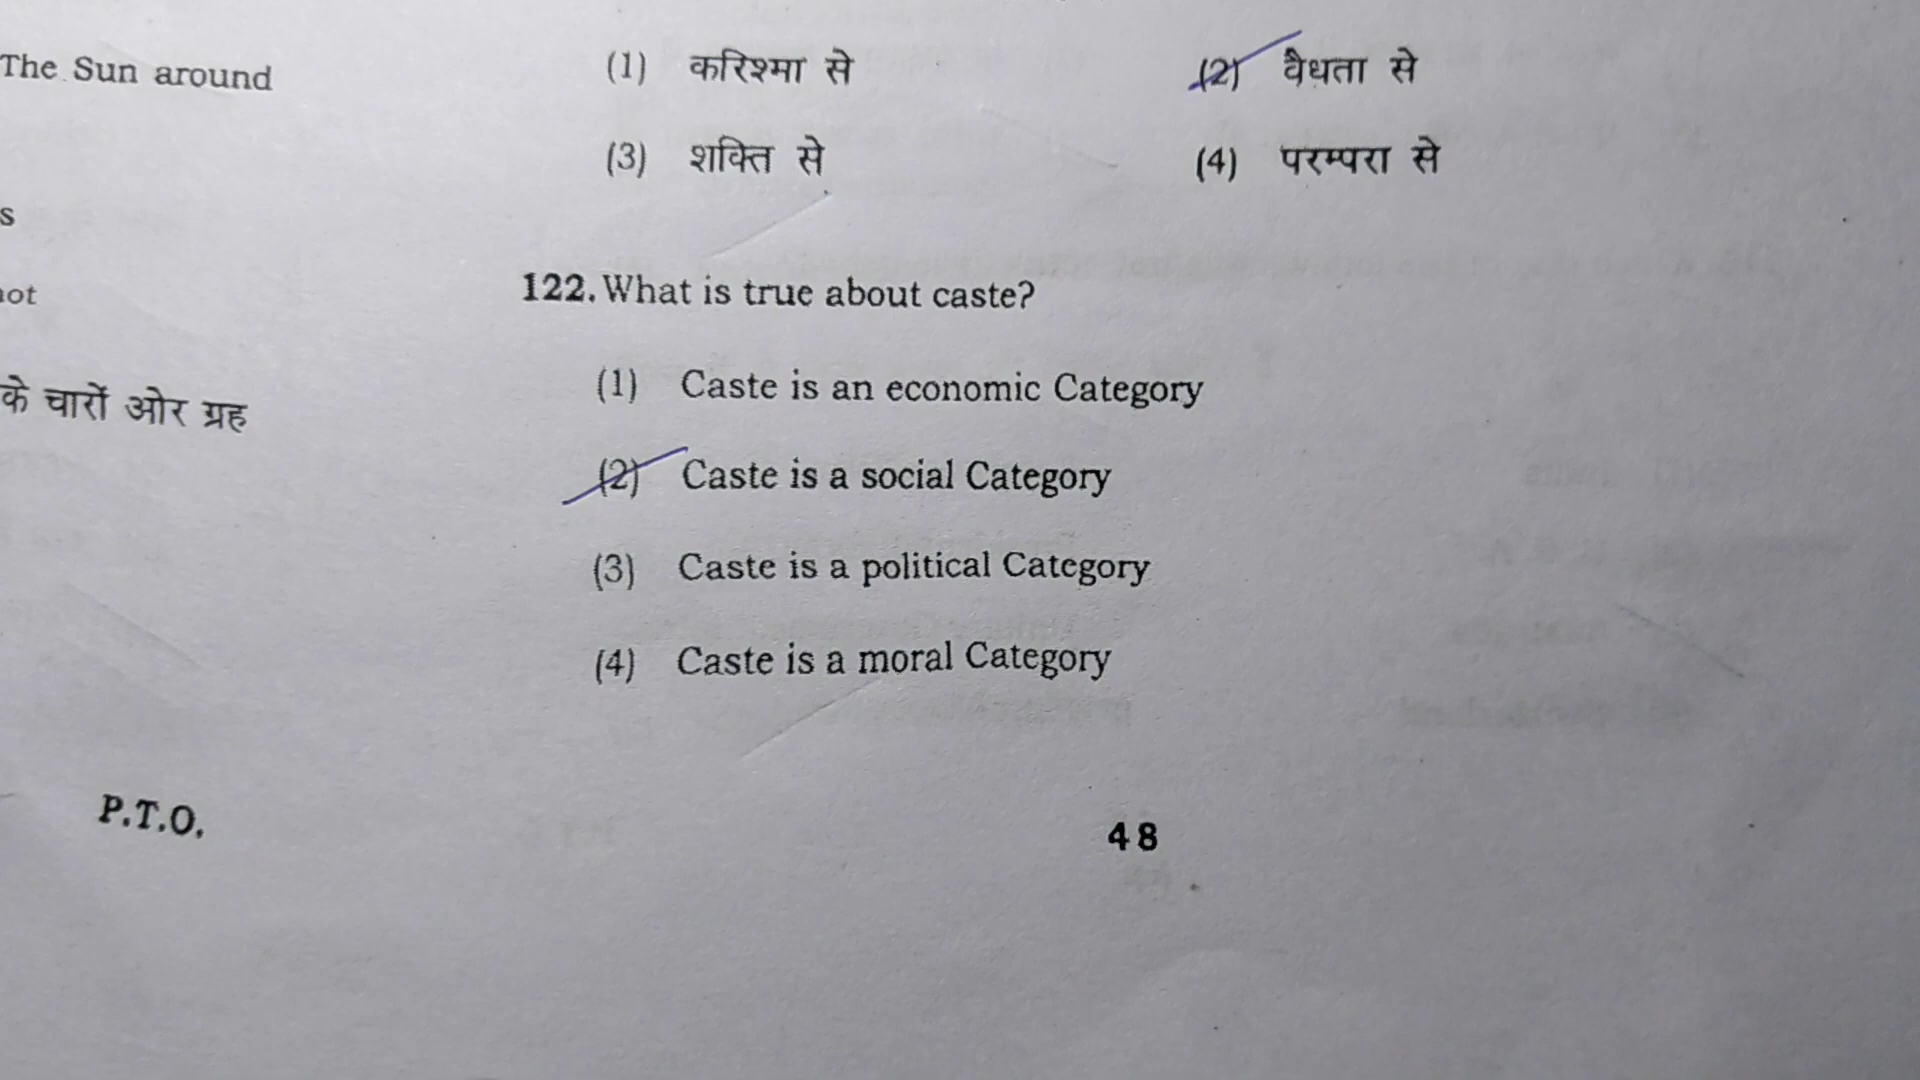 The Sun around
s
not
के चारों ओर ग्रह
P.T.O.
(1) करिश्मा से (2) वैधता से
(3) शक्ति से (4) परम्परा से
122. What is true about caste?
(1) Caste is an economic Category
(2) Caste is a social Category
(3) Caste is a political Category
(4) Caste is a moral Category
48